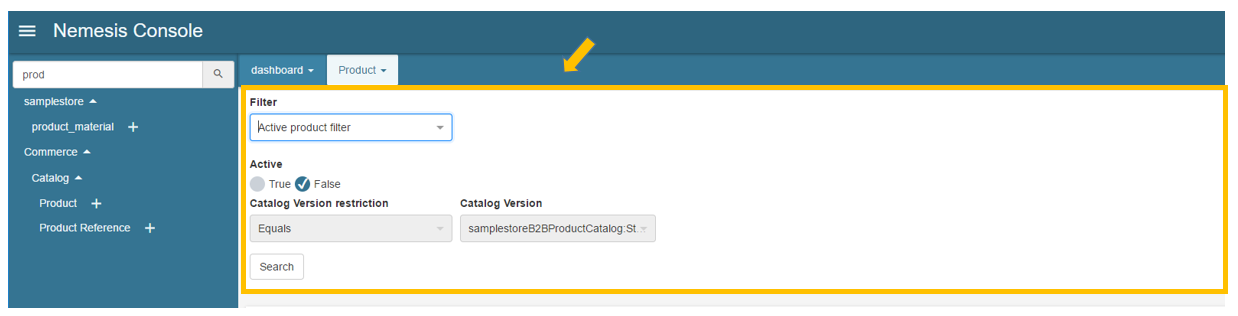 Nemesis Console
prod
samplestore
product_material
Commerce
Catalog
Product
Product Reference
dashboard Product
Filter
Active product filter
Active
True False
Catalog Version restriction Catalog Version
Equals samplestoreB2BProductCatalog:St...
Search